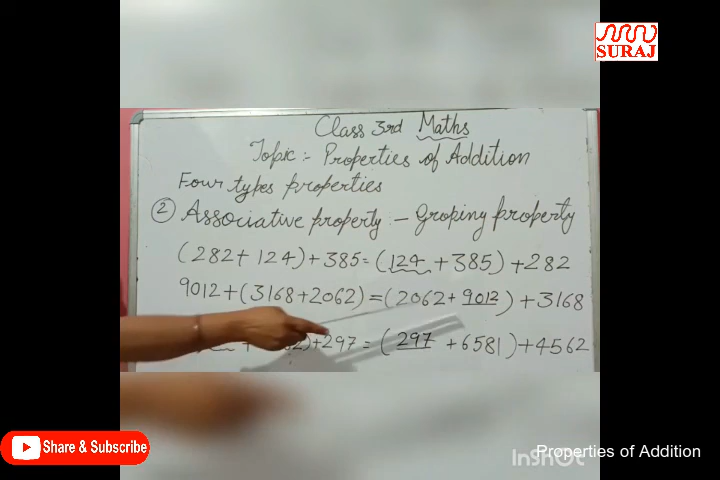 SURAJ
Class 3rd Maths
Topic :- Properties of Addition
Four types properties
② Associative property - Groping property
(282+ 124)+385=(124 +385) +282
9012+(3168+2062)=(2062+9012)+3168
+ 2)+297 = (297 +6581)+4562
Share & Subscribe
Properties of Addition
InShOt